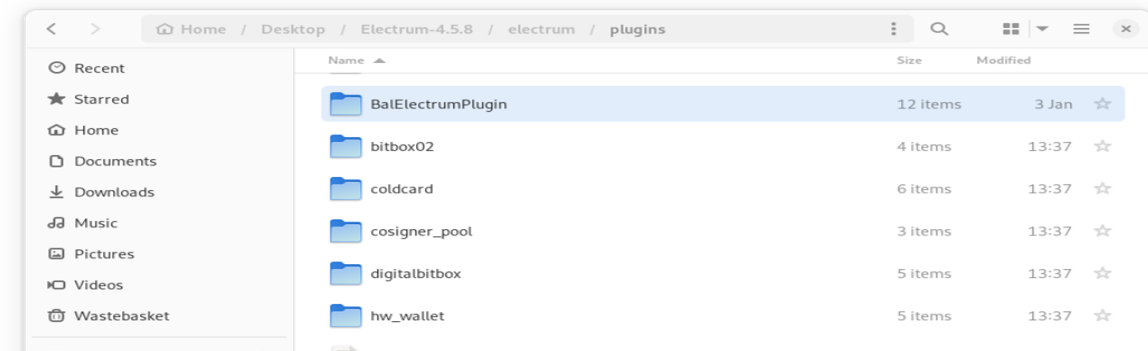 Home / Desktop / Electrum-4.5.8 / electrum / plugins
Name Size Modified
Recent
Starred
Home
Documents
Downloads
Music
Pictures
Videos
Wastebasket
BalElectrumPlugin 12 items 3 Jan
bitbox02 4 items 13:37
coldcard 6 items 13:37
cosigner_pool 3 items 13:37
digitalbitbox 5 items 13:37
hw_wallet 5 items 13:37